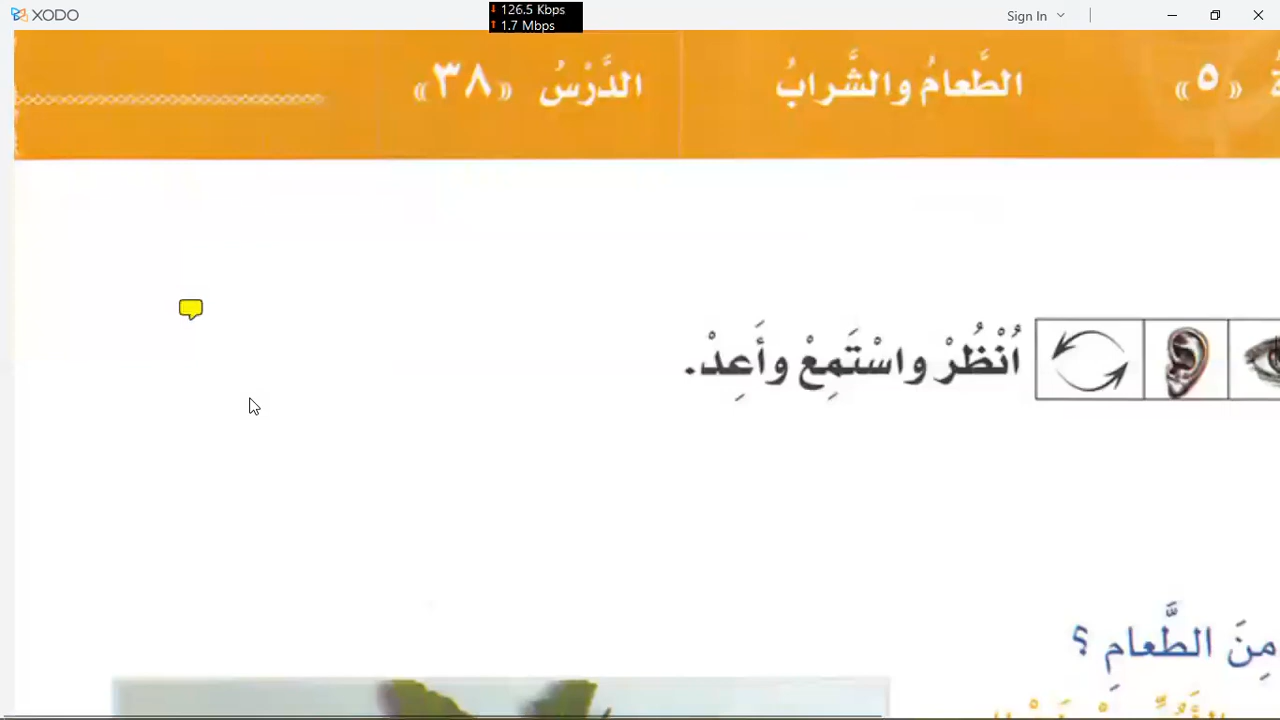 XODO
126.5 Kbps
1.7 Mbps
Sign In
«٥» الطَّعامُ والشَّرابُ الدَّرْسُ «٣٨»
اُنْظُرْ واسْتَمِعْ وأَعِدْ.
مِنَ الطَّعامِ ؟